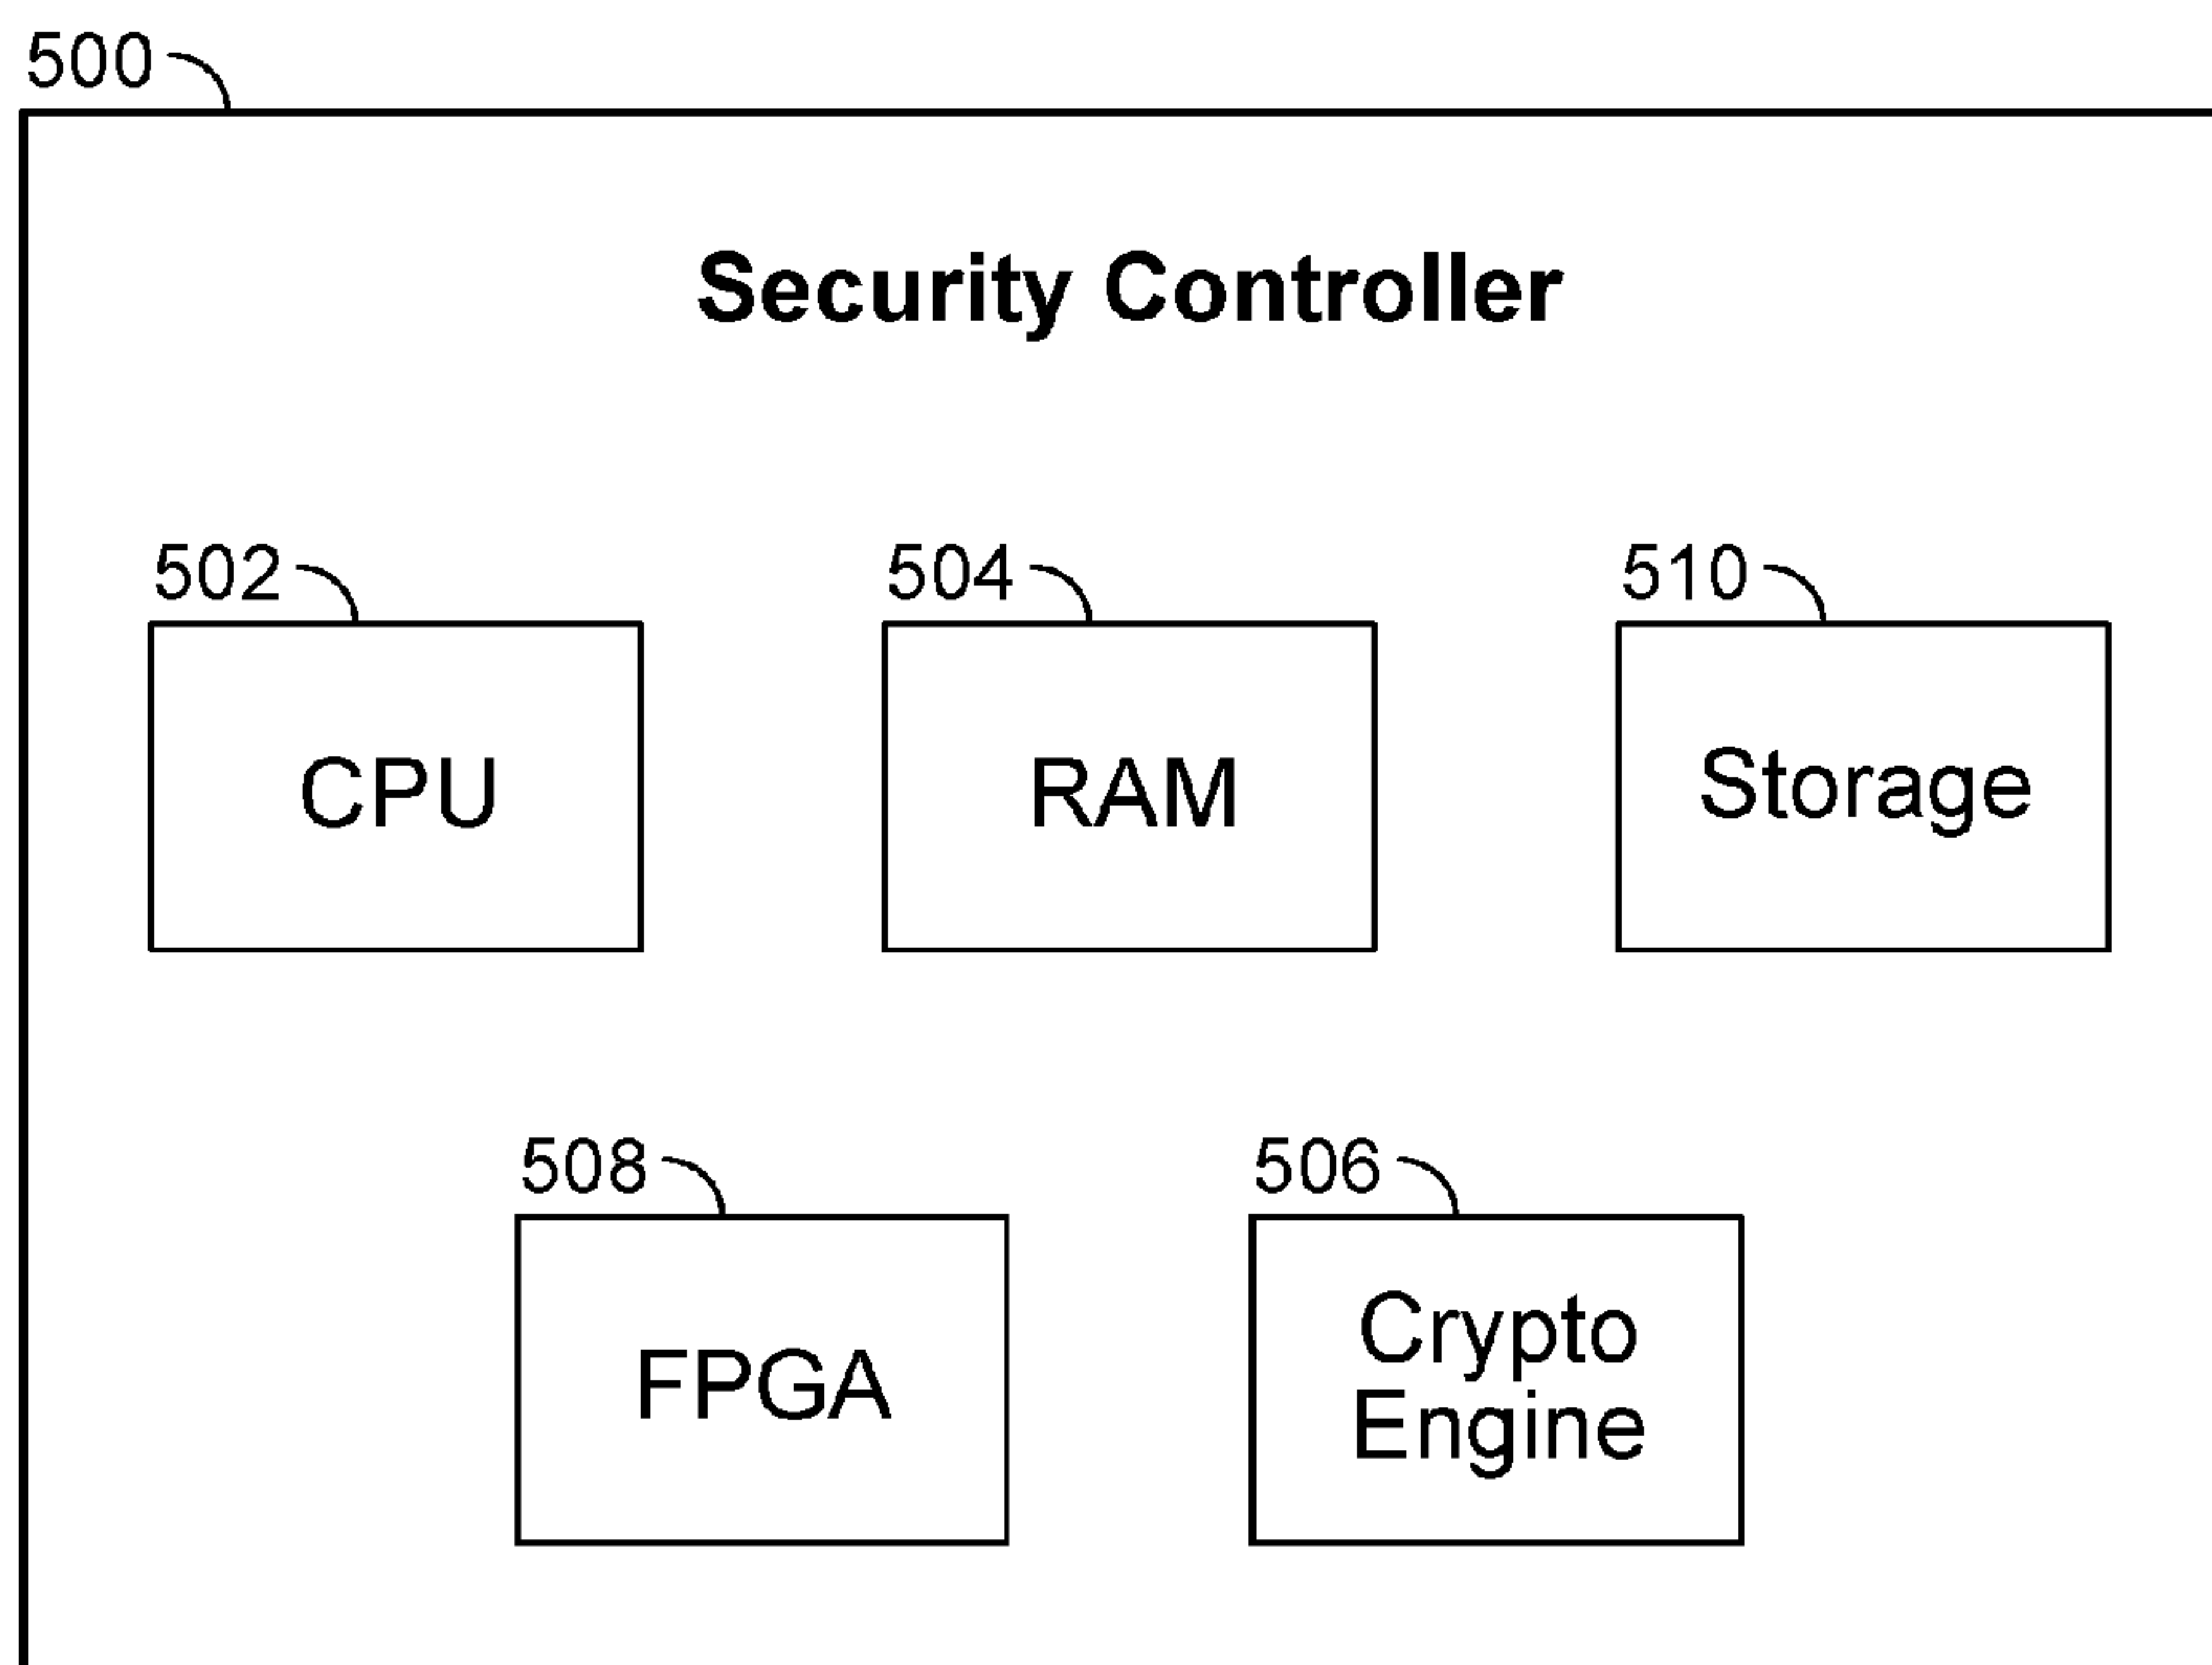 500
Security Controller
502
504
510
CPU
RAM
Storage
508
506
FPGA
Crypto
Engine